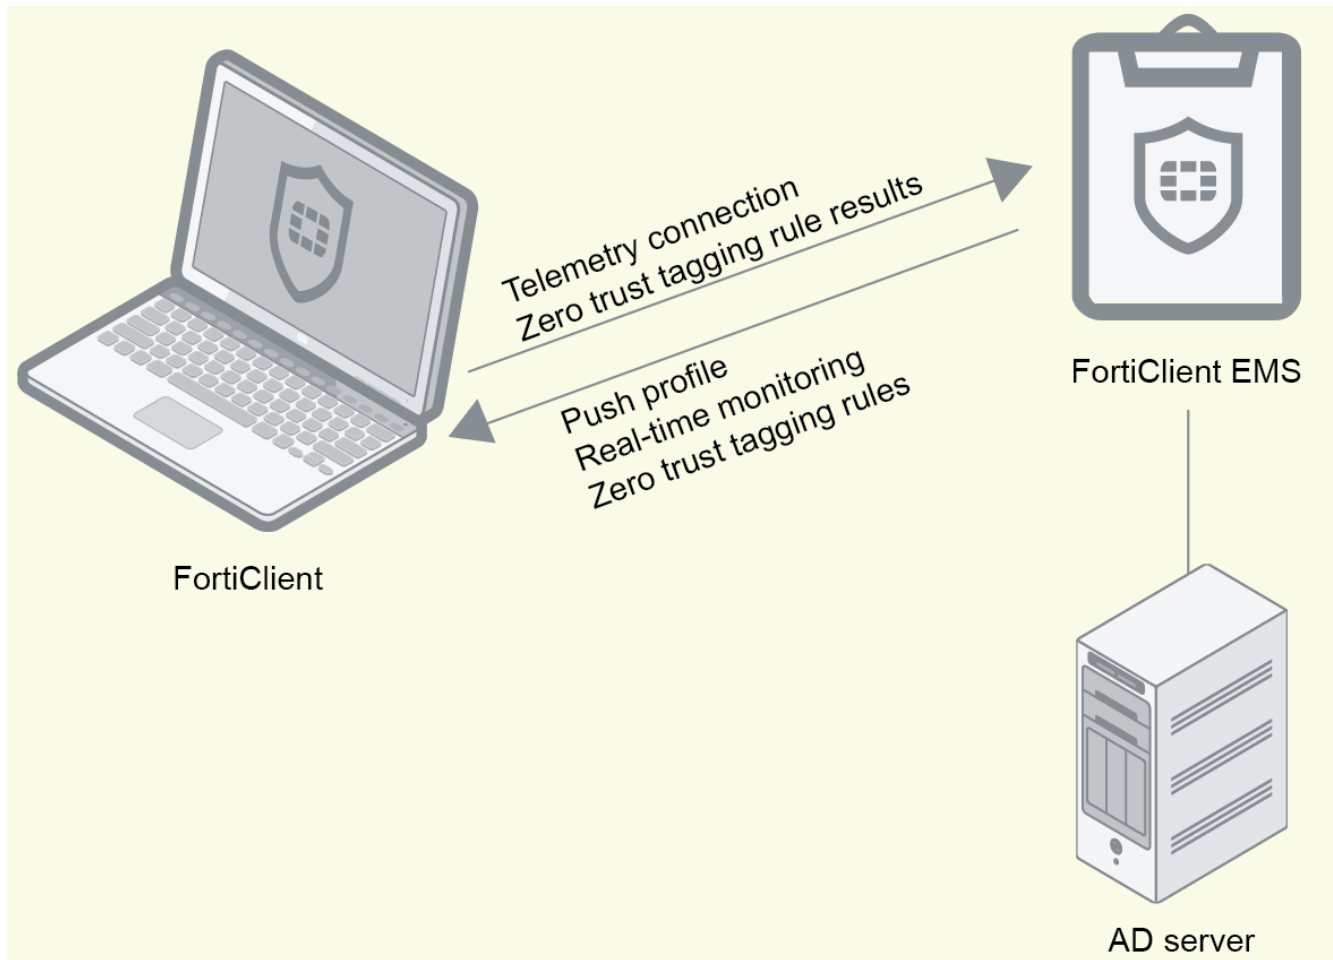 Telemetry connection
Zero trust tagging rule results
Push profile
Real-time monitoring
Zero trust tagging rules
FortiClient EMS
FortiClient
AD server